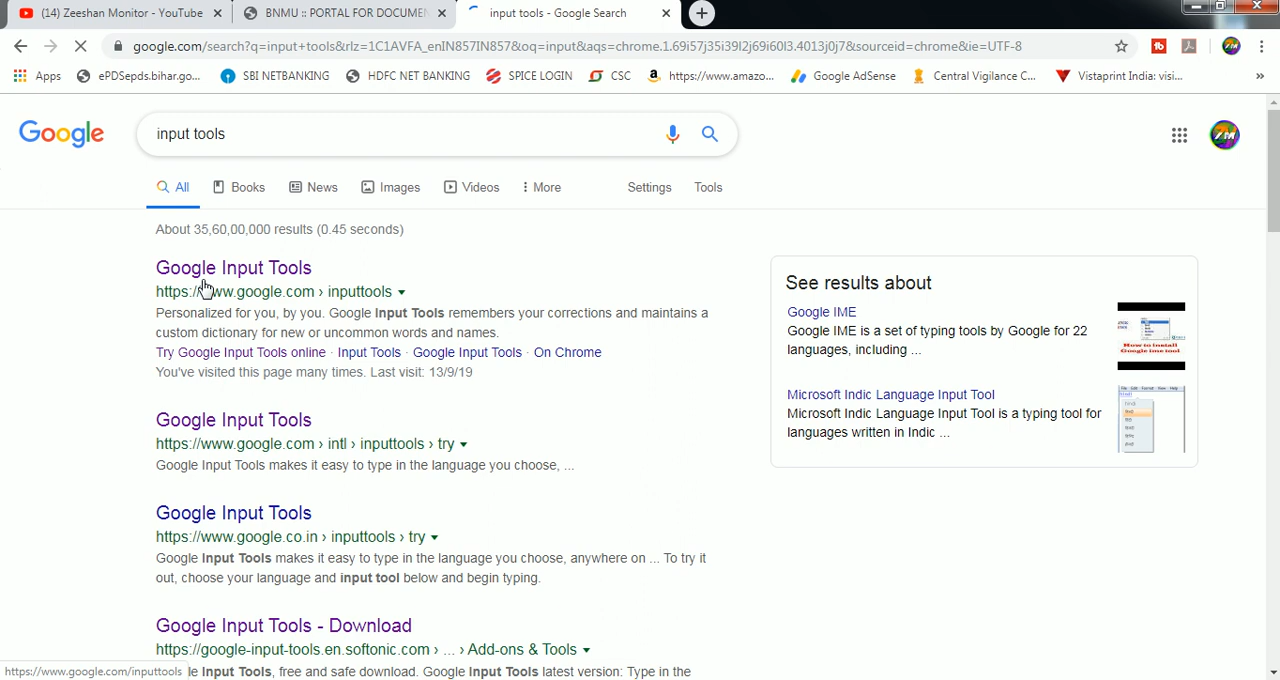 (14) Zeeshan Monitor - YouTube
BNMU :: PORTAL FOR DOCUMEN
input tools - Google Search
google.com/search?q=input+tools&rlz=1C1AVFA_enIN857IN857&oq=input&aqs=chrome.1.69i57j35i39l2j69i60l3.4013j0j7&sourceid=chrome&ie=UTF-8
Apps
ePDSepds.bihar.go...
SBI NETBANKING
HDFC NET BANKING
SPICE LOGIN
CSC
https://www.amazo...
Google AdSense
Central Vigilance C...
Vistaprint India: visi...
»
Google
input tools
All
Books
News
Images
Videos
More
Settings
Tools
About 35,60,00,000 results (0.45 seconds)
Google Input Tools
https://www.google.com › inputtools
Personalized for you, by you. Google Input Tools remembers your corrections and maintains a
custom dictionary for new or uncommon words and names.
Try Google Input Tools online · Input Tools · Google Input Tools · On Chrome
You've visited this page many times. Last visit: 13/9/19
Google Input Tools
https://www.google.com › intl › inputtools › try
Google Input Tools makes it easy to type in the language you choose, ...
Google Input Tools
https://www.google.co.in › inputtools › try
Google Input Tools makes it easy to type in the language you choose, anywhere on ... To try it
out, choose your language and input tool below and begin typing.
Google Input Tools - Download
https://google-input-tools.en.softonic.com › ... › Add-ons & Tools
le Input Tools, free and safe download. Google Input Tools latest version: Type in the
https://www.google.com/inputtools
See results about
Google IME
Google IME is a set of typing tools by Google for 22
languages, including ...
How to install
Google ime tool
Microsoft Indic Language Input Tool
Microsoft Indic Language Input Tool is a typing tool for
languages written in Indic ...